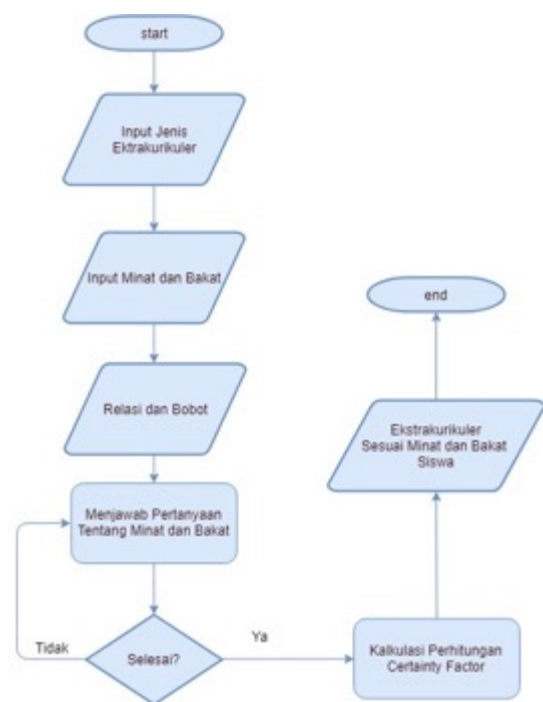 start
Input Jenis
Ektrakurikuler
Input Minat dan Bakat
Relasi dan Bobot
Menjawab Pertanyaan
Tentang Minat dan Bakat
Selesai?
Tidak
Ya
Kalkulasi Perhitungan
Certainty Factor
Ekstrakurikuler
Sesuai Minat dan Bakat
Siswa
end